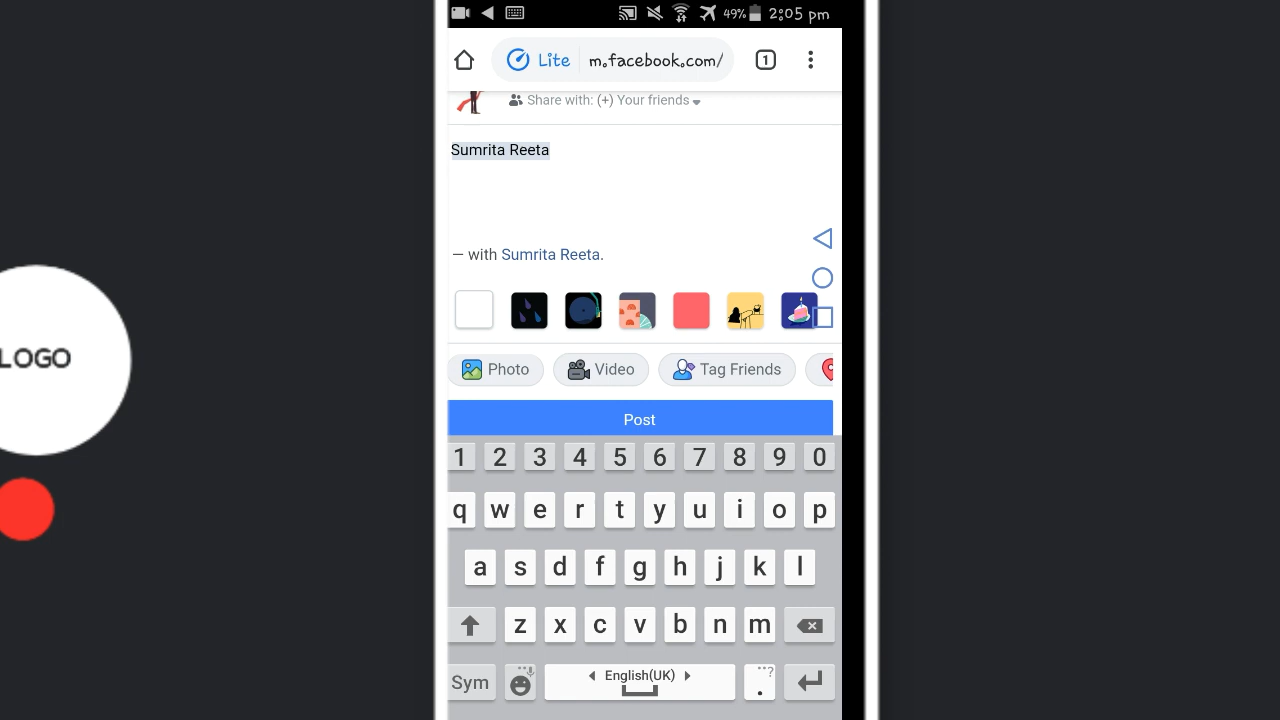 49% 2:05 pm
Lite m.facebook.com/ 1
Share with: (+) Your friends
Sumrita Reeta
— with Sumrita Reeta.
LOGO
Photo Video Tag Friends
Post
1 2 3 4 5 6 7 8 9 0
q w e r t y u i o p
a s d f g h j k l
z x c v b n m
Sym English(UK) . ?